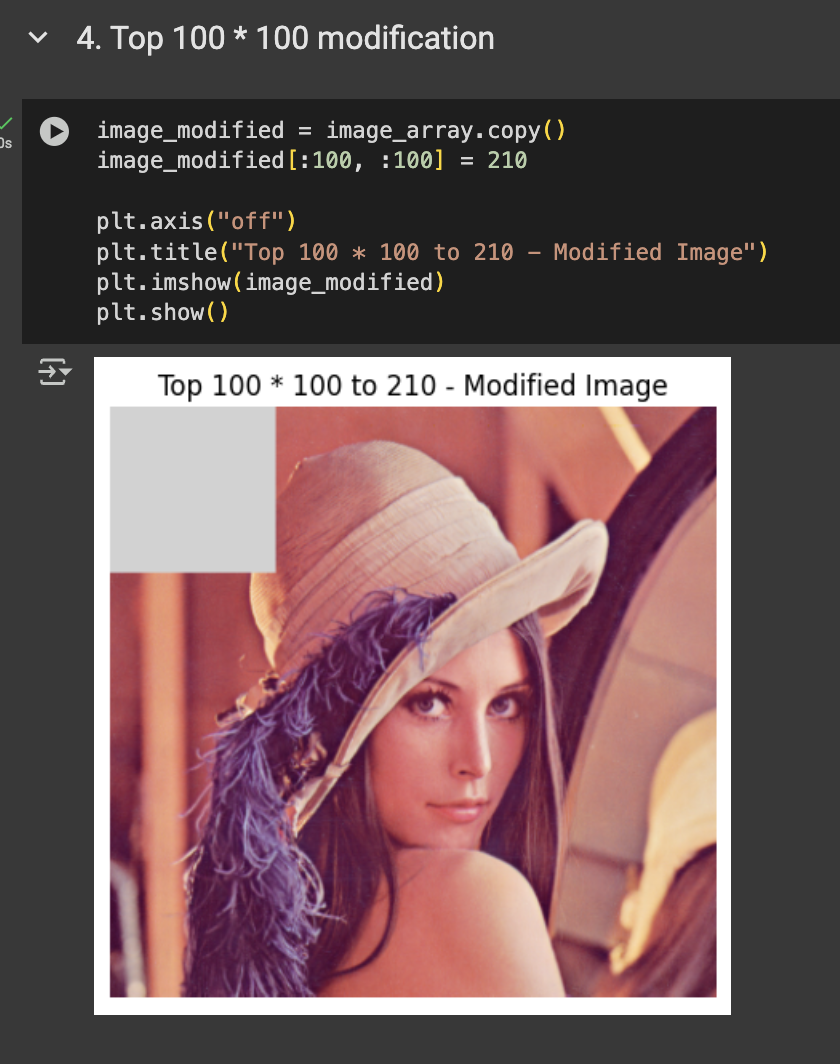 4. Top 100 * 100 modification
0s
image_modified = image_array.copy()
image_modified[:100, :100] = 210
plt.axis("off")
plt.title("Top 100 * 100 to 210 - Modified Image")
plt.imshow(image_modified)
plt.show()
Top 100 * 100 to 210 - Modified Image